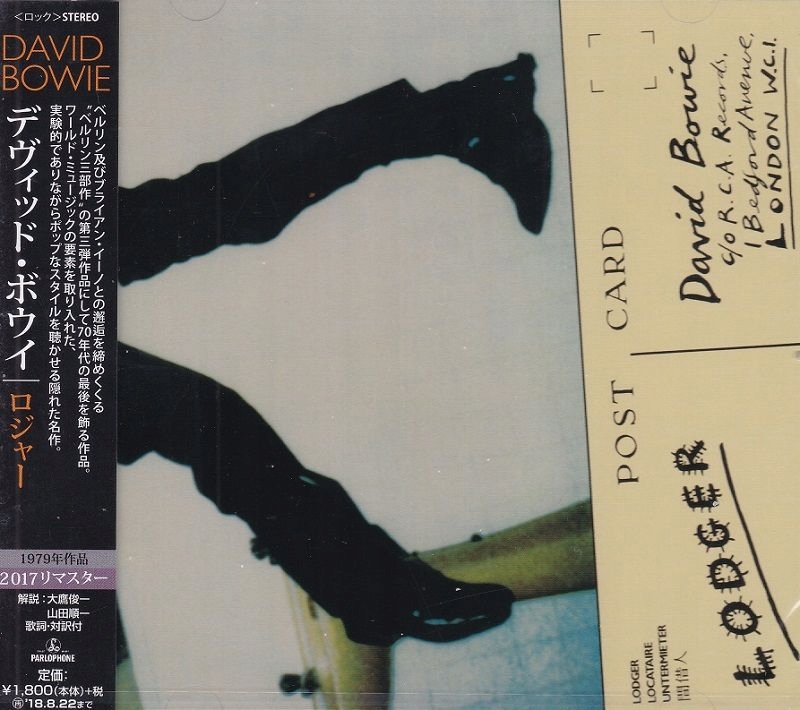 <ロック>STEREO
DAVID
BOWIE
デヴィッド・ボウイ
ロジャー
ベルリン及びブライアン・イーノとの邂逅を締めくくる
"ベルリン三部作"の第三弾作品にして70年代の最後を飾る作品。
ワールド・ミュージックの要素を取り入れた、
実験的でありながらポップなスタイルを聴かせる隠れた名作。
1979年作品
2017リマスター
解説:大鷹俊一
山田順一
歌詞・対訳付
PARLOPHONE
定価:
¥1,800(本体)+税
再'18.8.22まで
David Bowie
c/o R.C.A. Records,
1 Bedford Avenue,
LONDON W.C.1.
POST CARD
LODGER
LODGER
LOCATAIRE
UNTERMIETER
間借人